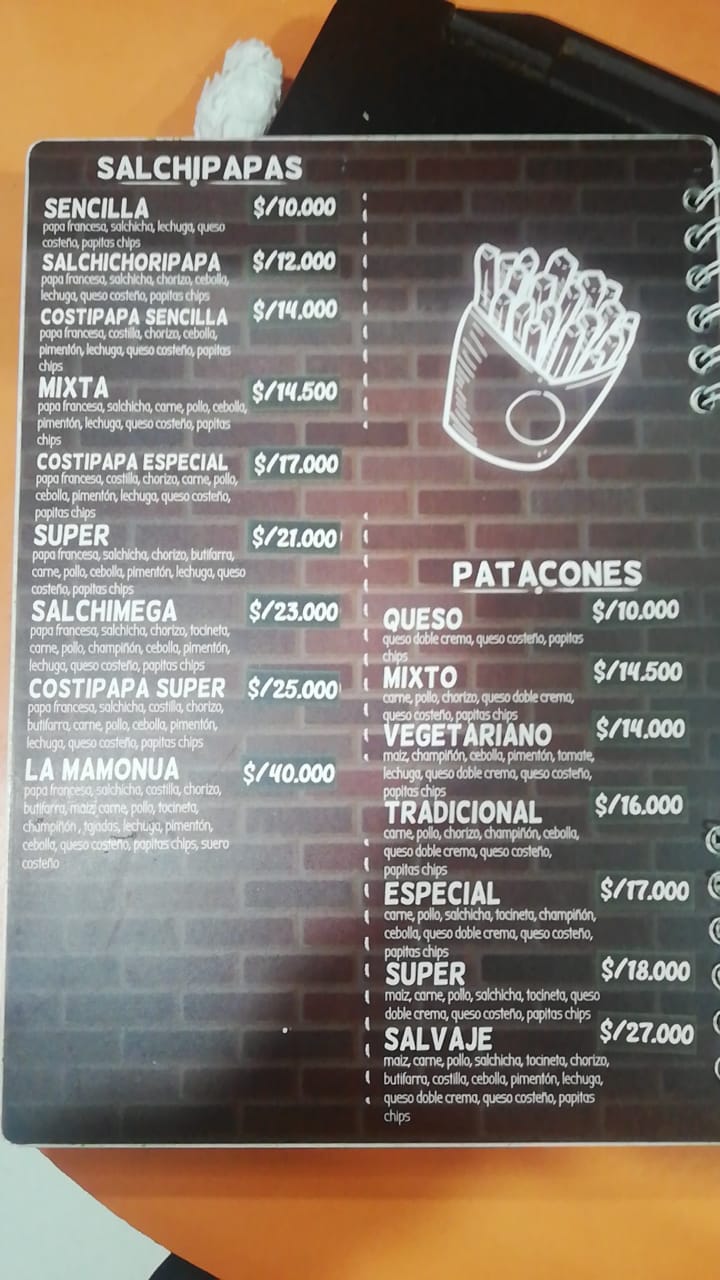 SALCHIPAPAS
SENCILLA $/10.000
papa francesa, salchicha, lechuga, queso
costeño, papitas chips
SALCHICHORIPAPA $/12.000
papa francesa, salchicha, chorizo, cebolla,
lechuga, queso costeño, papitas chips
COSTIPAPA SENCILLA $/14.000
papa francesa, costilla, chorizo, cebolla,
pimentón, lechuga, queso costeño, papitas
chips
MIXTA $/14.500
papa francesa, salchicha, carne, pollo, cebolla,
pimentón, lechuga, queso costeño, papitas
chips
COSTIPAPA ESPECIAL $/17.000
papa francesa, costilla, chorizo, carne, pollo,
cebolla, pimentón, lechuga, queso costeño,
papitas chips
SUPER $/21.000
papa francesa, salchicha, chorizo, butifarra,
carne, pollo, cebolla, pimentón, lechuga, queso
costeño, papitas chips
SALCHIMEGA $/23.000
papa francesa, salchicha, chorizo, tocineta,
carne, pollo, champiñón, cebolla, pimentón,
lechuga, queso costeño, papitas chips
COSTIPAPA SUPER $/25.000
papa francesa, salchicha, costilla, chorizo,
butifarra, carne, pollo, cebolla, pimentón,
lechuga, queso costeño, papitas chips
LA MAMONUA $/40.000
papa francesa, salchicha, costilla, chorizo,
butifarra, maiz, carne, pollo, tocineta,
champiñón , tajadas, lechuga, pimentón,
cebolla, queso costeño, papitas chips, suero
costeño
PATACONES
QUESO $/10.000
queso doble crema, queso costeño, papitas
chips
MIXTO $/14.500
carne, pollo, chorizo, queso doble crema,
queso costeño, papitas chips
VEGETARIANO $/14.000
maiz, champiñón, cebolla, pimentón, tomate,
lechuga, queso doble crema, queso costeño,
papitas chips
TRADICIONAL $/16.000
carne, pollo, chorizo, champiñón, cebolla,
queso doble crema, queso costeño,
papitas chips
ESPECIAL $/17.000
carne, pollo, salchicha, tocineta, champiñón,
cebolla, queso doble crema, queso costeño,
papitas chips
SUPER $/18.000
maiz, carne, pollo, salchicha, tocineta, queso
doble crema, queso costeño, papitas chips
SALVAJE $/27.000
maiz, carne, pollo, salchicha, tocineta, chorizo,
butifarra, costilla, cebolla, pimentón, lechuga,
queso doble crema, queso costeño, papitas
chips